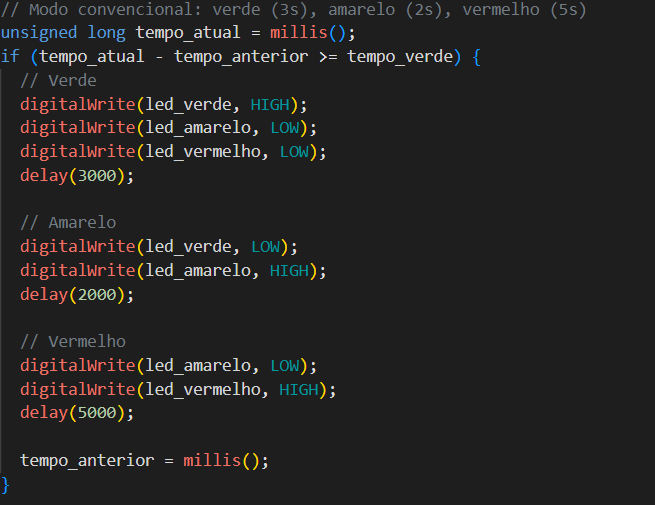 // Modo convencional: verde (3s), amarelo (2s), vermelho (5s)
unsigned long tempo_atual = millis();
if (tempo_atual - tempo_anterior >= tempo_verde) {
// Verde
digitalWrite(led_verde, HIGH);
digitalWrite(led_amarelo, LOW);
digitalWrite(led_vermelho, LOW);
delay(3000);
// Amarelo
digitalWrite(led_verde, LOW);
digitalWrite(led_amarelo, HIGH);
delay(2000);
// Vermelho
digitalWrite(led_amarelo, LOW);
digitalWrite(led_vermelho, HIGH);
delay(5000);
tempo_anterior = millis();
}